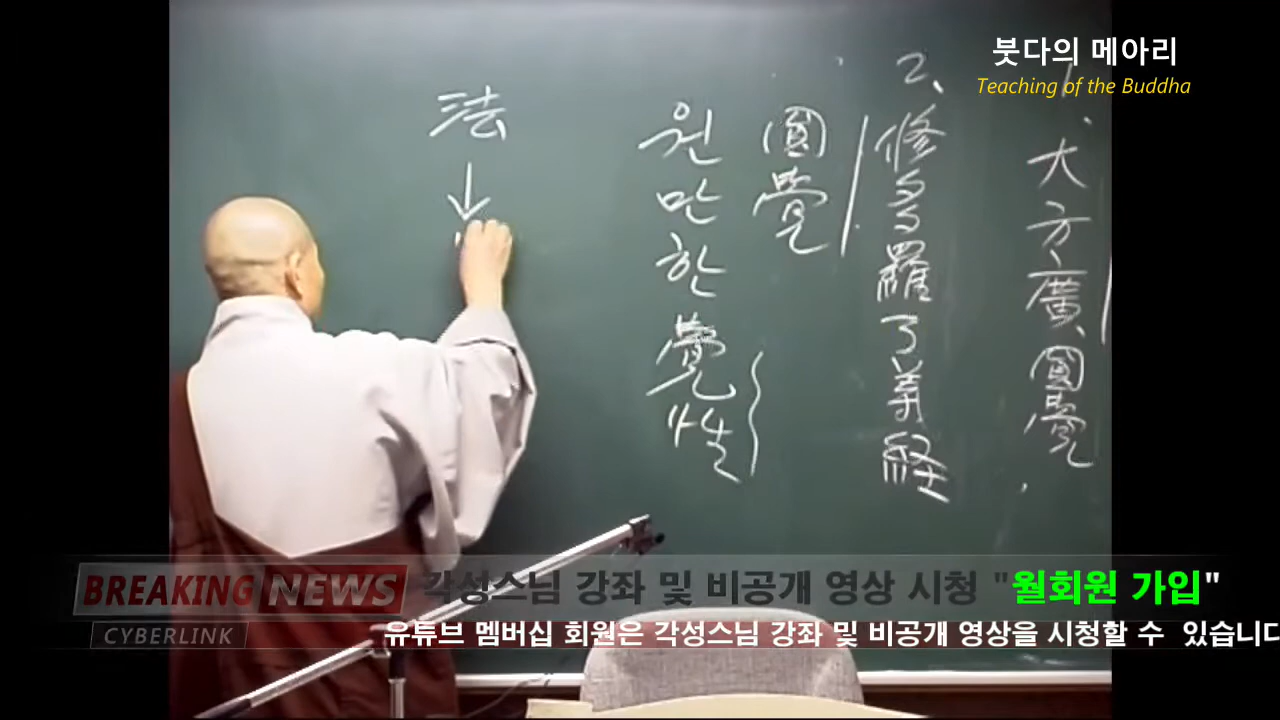 붓다의 메아리
Teaching of the Buddha
1. 大方廣、圓覺
2、修多羅了義経
圓覺
원만한 覺性
法
↓
BREAKING NEWS
각성스님 강좌 및 비공개 영상 시청 "월회원 가입"
CYBERLINK
유튜브 멤버십 회원은 각성스님 강좌 및 비공개 영상을 시청할 수 있습니다